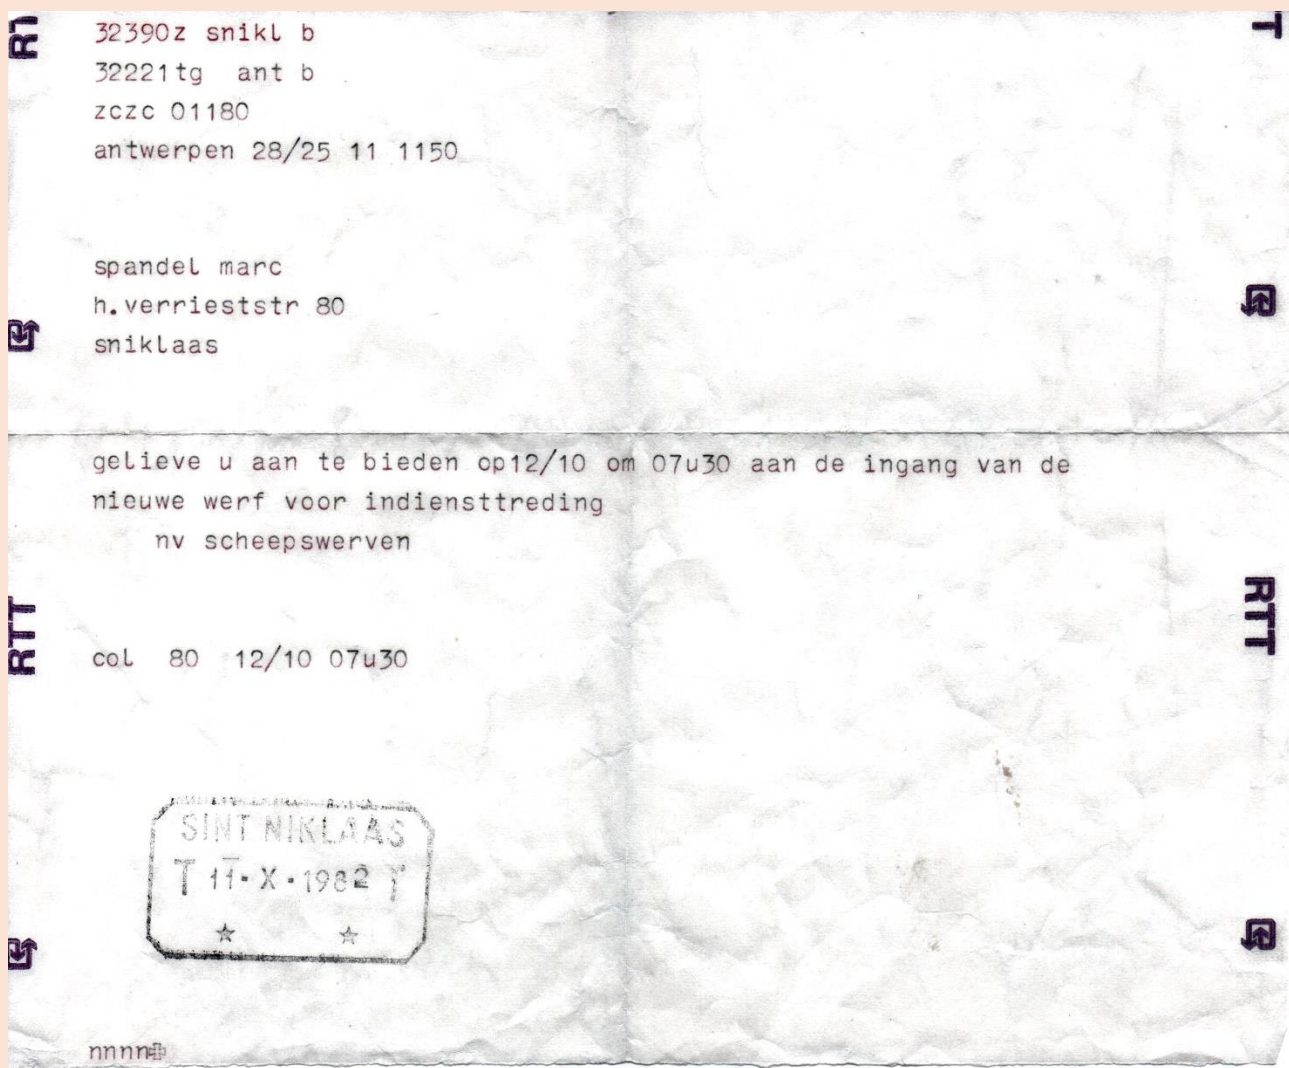 32390z snikl b
32221tg ant b
zczc 01180
antwerpen 28/25 11 1150
spandel marc
h.verrieststr 80
sniklaas
gelieve u aan te bieden op12/10 om 07u30 aan de ingang van de
nieuwe werf voor indiensttreding
nv scheepswerven
col 80 12/10 07u30
SINT NIKLAAS
T 11-X-1982 T
nnnn
RTT
RTT